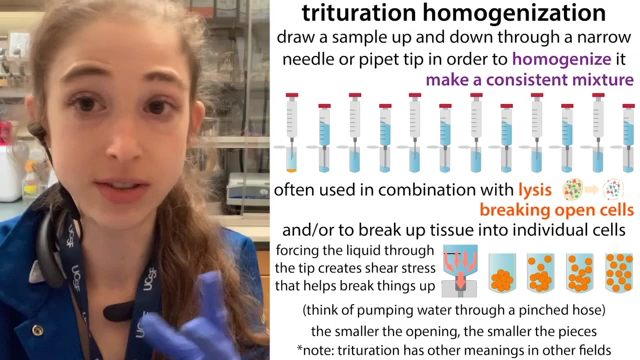 trituration homogenization
draw a sample up and down through a narrow
needle or pipet tip in order to homogenize it
make a consistent mixture
often used in combination with lysis
breaking open cells
and/or to break up tissue into individual cells
forcing the liquid through
the tip creates shear stress
that helps break things up
(think of pumping water through a pinched hose)
the smaller the opening, the smaller the pieces
*note: trituration has other meanings in other fields
UCSF
UCSF
UCSF